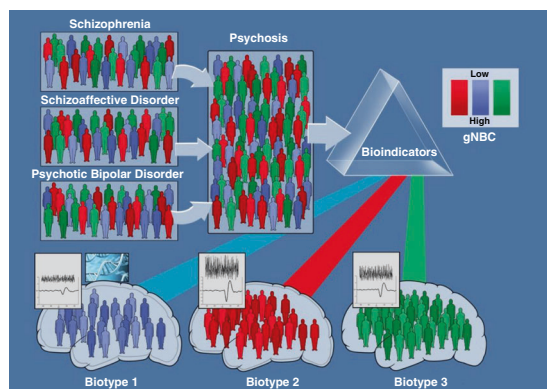 Schizophrenia
Psychosis
Schizoaffective Disorder
Psychotic Bipolar Disorder
Bioindicators
Low
High
gNBC
Biotype 1
Biotype 2
Biotype 3